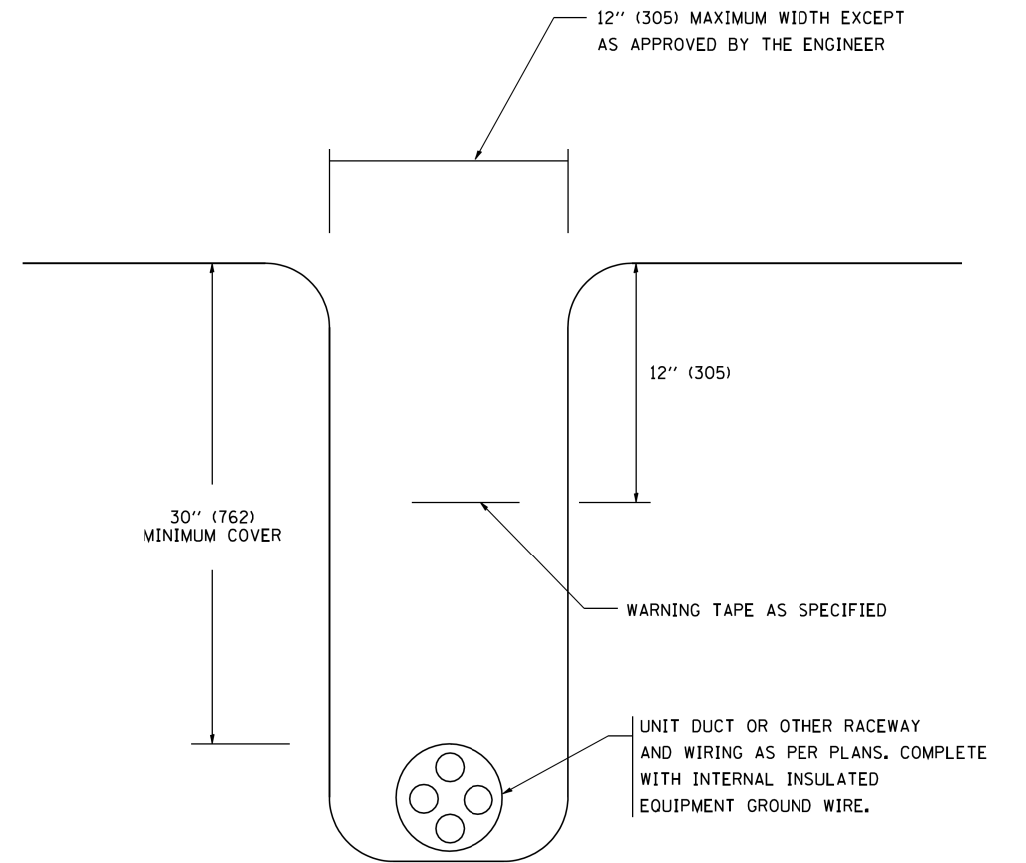 12'' (305) MAXIMUM WIDTH EXCEPT
AS APPROVED BY THE ENGINEER
12'' (305)
30'' (762)
MINIMUM COVER
WARNING TAPE AS SPECIFIED
UNIT DUCT OR OTHER RACEWAY
AND WIRING AS PER PLANS. COMPLETE
WITH INTERNAL INSULATED
EQUIPMENT GROUND WIRE.